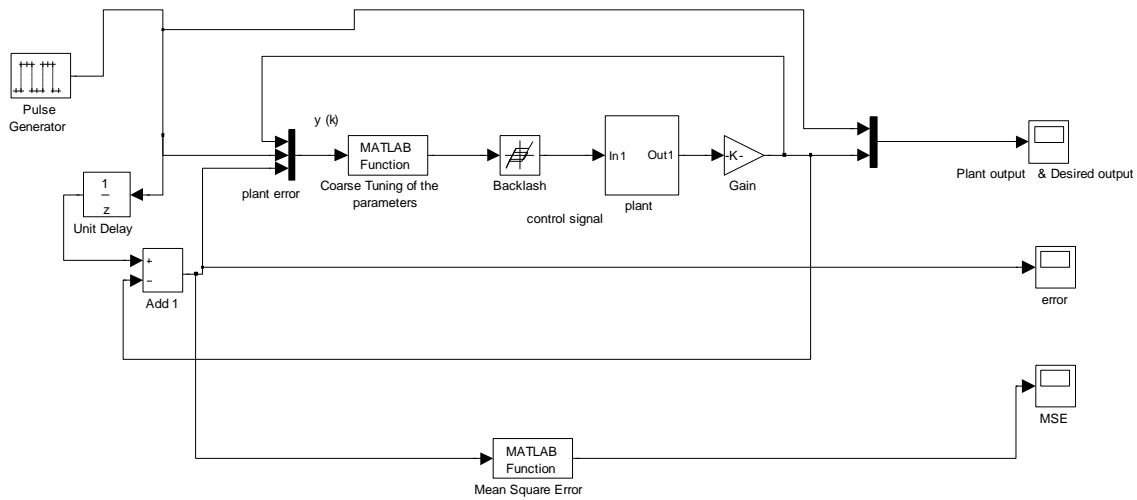 Pulse
Generator
y (k)
plant error
MATLAB
Function
Coarse Tuning of the
parameters
Backlash
control signal
In1
Out1
plant
-K-
Gain
Plant output & Desired output
1
z
Unit Delay
+
−
Add 1
error
MSE
MATLAB
Function
Mean Square Error